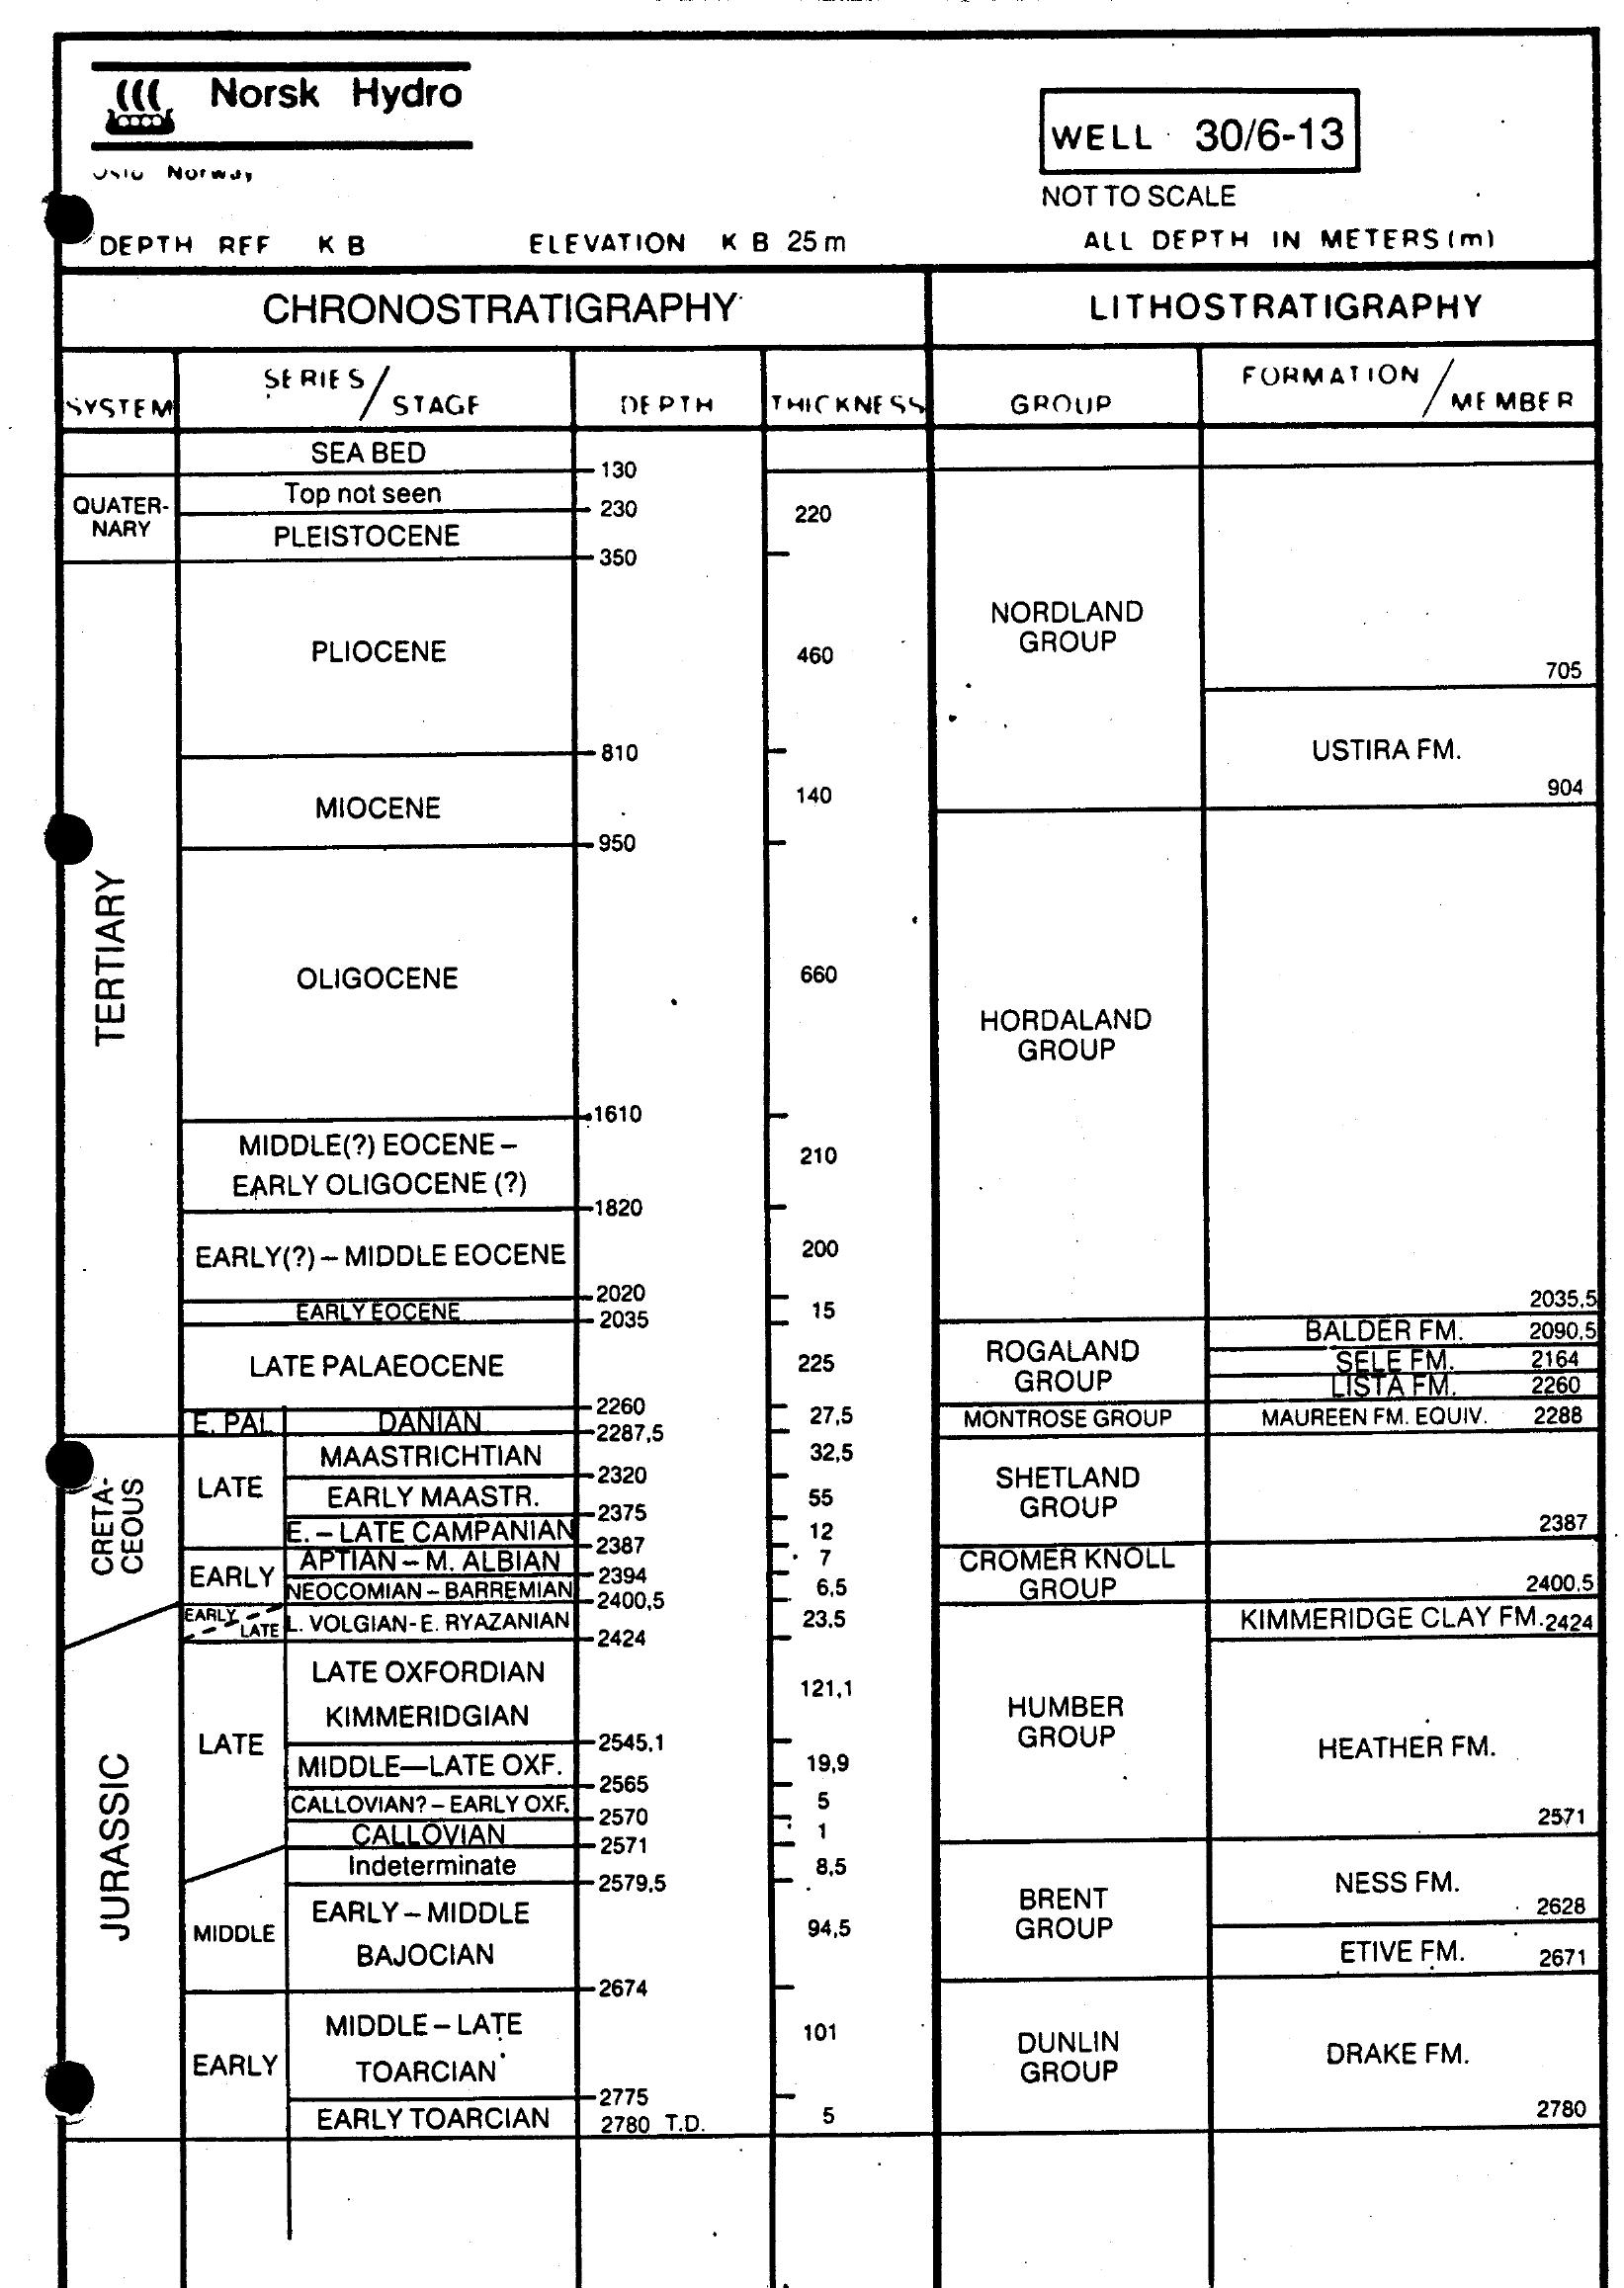 Norsk Hydro
Oslo Norway
WELL 30/6-13
NOT TO SCALE
DEPTH REF KB ELEVATION KB 25m ALL DEPTH IN METERS (m)
CHRONOSTRATIGRAPHY LITHOSTRATIGRAPHY
SYSTEM SERIES / STAGE DEPTH THICKNESS GROUP FORMATION / MEMBER
SEA BED
130
QUATER-
NARY
Top not seen
230
220
PLEISTOCENE
350
TERTIARY
PLIOCENE
460
NORDLAND
GROUP
705
810
USTIRA FM.
MIOCENE
140
904
950
OLIGOCENE
660
HORDALAND
GROUP
1610
MIDDLE(?) EOCENE –
EARLY OLIGOCENE (?)
210
1820
EARLY(?) – MIDDLE EOCENE
200
2020
2035,5
EARLY EOCENE
15
2035
ROGALAND
GROUP
BALDER FM. 2090,5
LATE PALAEOCENE
225
SELE FM. 2164
LISTA FM. 2260
2260
E. PAL DANIAN 27,5 MONTROSE GROUP MAUREEN FM. EQUIV. 2288
2287,5
CRETA-
CEOUS
LATE
MAASTRICHTIAN 32,5
2320
SHETLAND
GROUP
EARLY MAASTR. 55
2375
E. – LATE CAMPANIAN 12
2387
2387
EARLY
APTIAN – M. ALBIAN 7
2394
CROMER KNOLL
GROUP
NEOCOMIAN – BARREMIAN 6,5
2400,5
2400,5
EARLY
LATE
L. VOLGIAN - E. RYAZANIAN 23,5
KIMMERIDGE CLAY FM. 2424
2424
JURASSIC
LATE
LATE OXFORDIAN
KIMMERIDGIAN
121,1
HUMBER
GROUP
HEATHER FM.
2545,1
MIDDLE—LATE OXF. 19,9
2565
CALLOVIAN? – EARLY OXF. 5
2570
2571
CALLOVIAN 1
2571
Indeterminate 8,5
2579,5
BRENT
GROUP
NESS FM.
2628
MIDDLE
EARLY – MIDDLE
BAJOCIAN
94,5
ETIVE FM. 2671
2674
EARLY
MIDDLE – LATE
TOARCIAN
101
DUNLIN
GROUP
DRAKE FM.
2775
EARLY TOARCIAN 5
2780 T.D.
2780